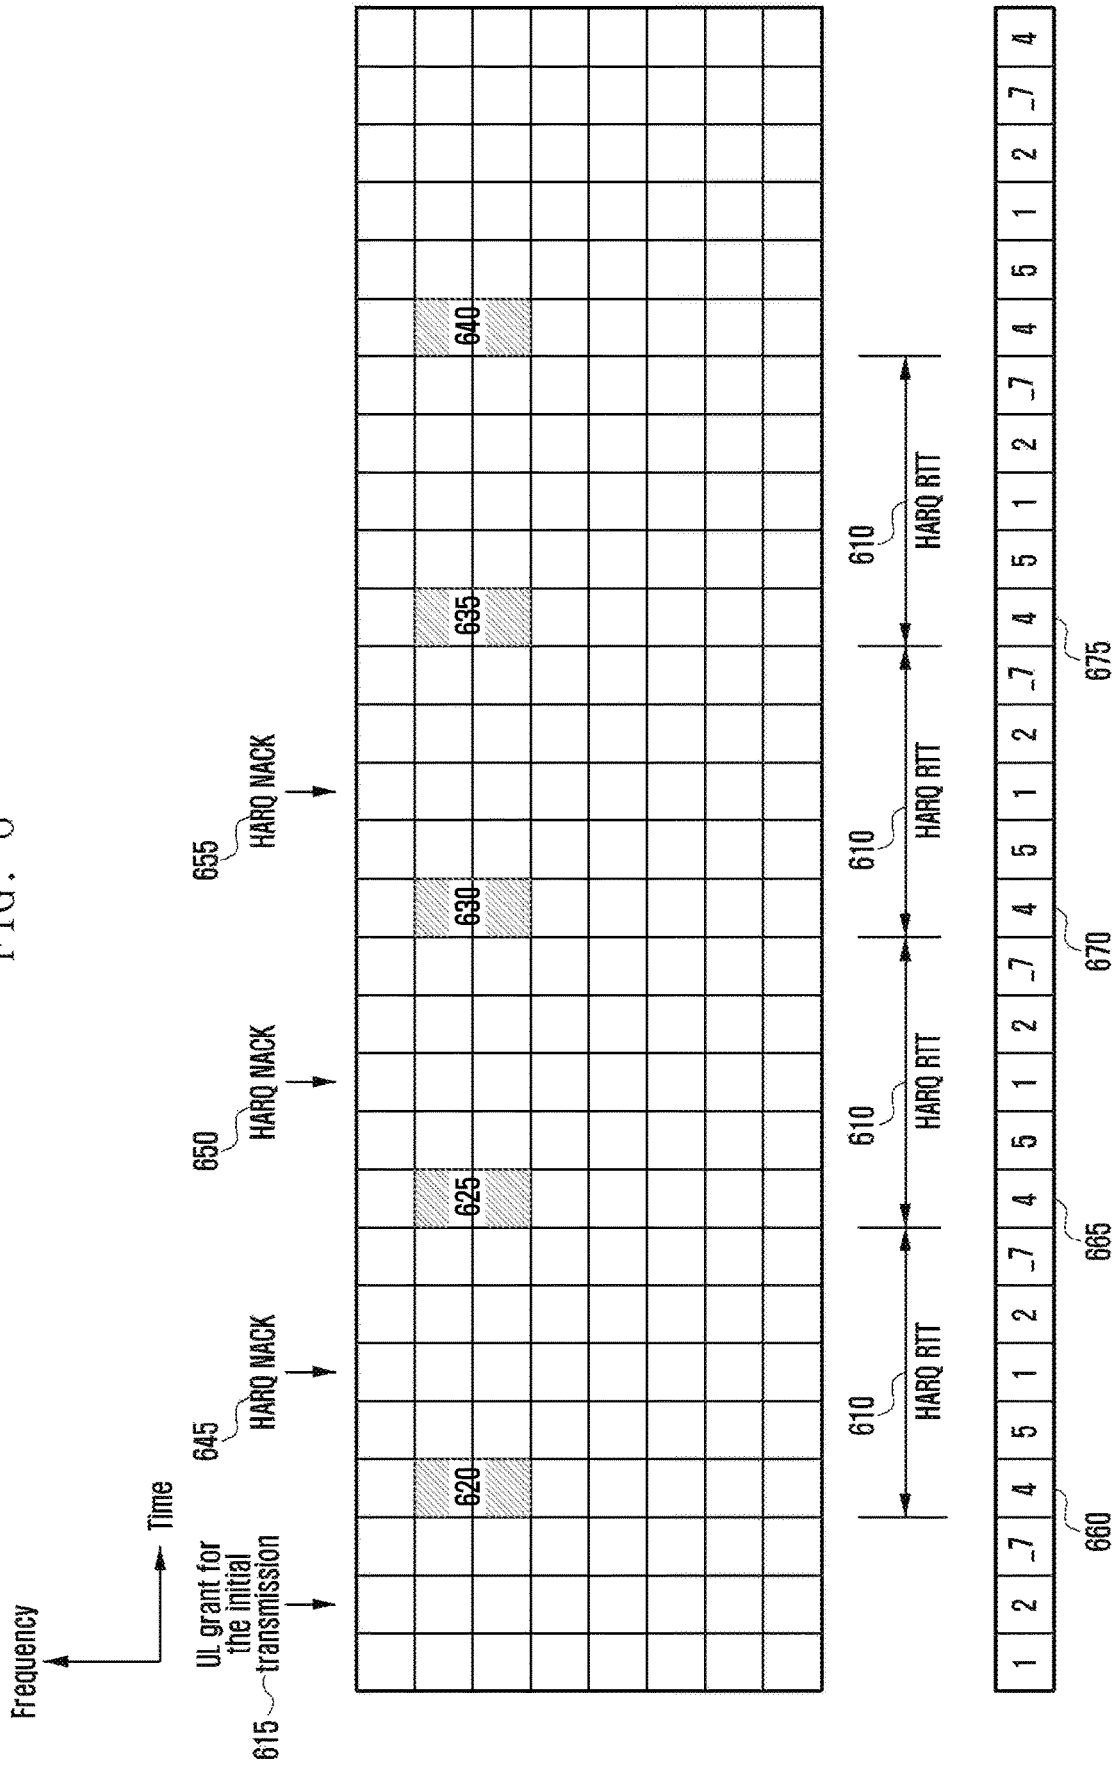 FIG.
Frequency
Time
615 UL grant for
the initial
transmission
645 HARQ NACK
650 HARQ NACK
655 HARQ NACK
620 625 630 635 640
610 610 610 610
HARQ RTT HARQ RTT HARQ RTT HARQ RTT
1 2 _7 4 5 1 2 _7 4 5 1 2 _7 4 5 1 2 _7 4 5 1 2 _7 4 5 1 2 _7 4
660 665 670 675